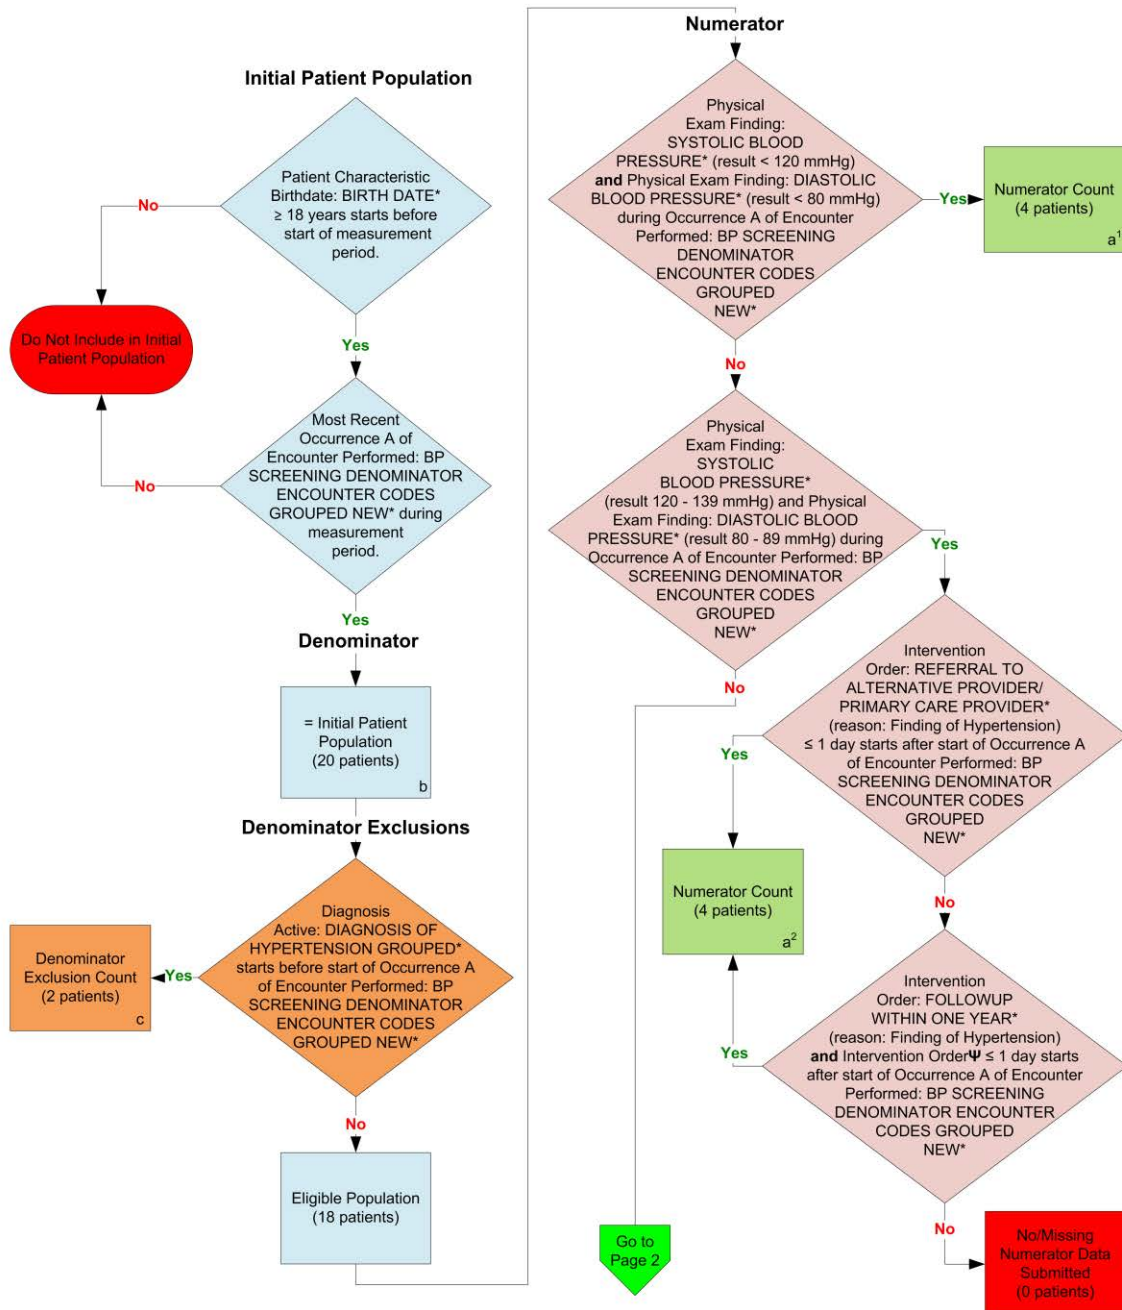 Initial Patient Population
Patient Characteristic
Birthdate: BIRTH DATE*
≥ 18 years starts before
start of measurement
period.
No
Do Not Include in Initial
Patient Population
Yes
Most Recent
Occurrence A of
Encounter Performed: BP
SCREENING DENOMINATOR
ENCOUNTER CODES
GROUPED NEW* during
measurement
period.
No
Yes
Denominator
= Initial Patient
Population
(20 patients)
b
Denominator Exclusions
Diagnosis
Active: DIAGNOSIS OF
HYPERTENSION GROUPED*
starts before start of Occurrence A
of Encounter Performed: BP
SCREENING DENOMINATOR
ENCOUNTER CODES
GROUPED NEW*
Yes
Denominator
Exclusion Count
(2 patients)
c
No
Eligible Population
(18 patients)
Numerator
Physical
Exam Finding:
SYSTOLIC BLOOD
PRESSURE* (result < 120 mmHg)
and Physical Exam Finding: DIASTOLIC
BLOOD PRESSURE* (result < 80 mmHg)
during Occurrence A of Encounter
Performed: BP SCREENING
DENOMINATOR
ENCOUNTER CODES
GROUPED
NEW*
Yes
Numerator Count
(4 patients)
a¹
No
Physical
Exam Finding:
SYSTOLIC
BLOOD PRESSURE*
(result 120 - 139 mmHg) and Physical
Exam Finding: DIASTOLIC BLOOD
PRESSURE* (result 80 - 89 mmHg) during
Occurrence A of Encounter Performed: BP
SCREENING DENOMINATOR
ENCOUNTER CODES
GROUPED
NEW*
Yes
No
Intervention
Order: REFERRAL TO
ALTERNATIVE PROVIDER/
PRIMARY CARE PROVIDER*
(reason: Finding of Hypertension)
≤ 1 day starts after start of Occurrence A
of Encounter Performed: BP
SCREENING DENOMINATOR
ENCOUNTER CODES
GROUPED
NEW*
Yes
Numerator Count
(4 patients)
a²
No
Intervention
Order: FOLLOWUP
WITHIN ONE YEAR*
(reason: Finding of Hypertension)
and Intervention OrderΨ ≤ 1 day starts
after start of Occurrence A of Encounter
Performed: BP SCREENING
DENOMINATOR ENCOUNTER
CODES GROUPED
NEW*
Yes
No
Go to
Page 2
No/Missing
Numerator Data
Submitted
(0 patients)